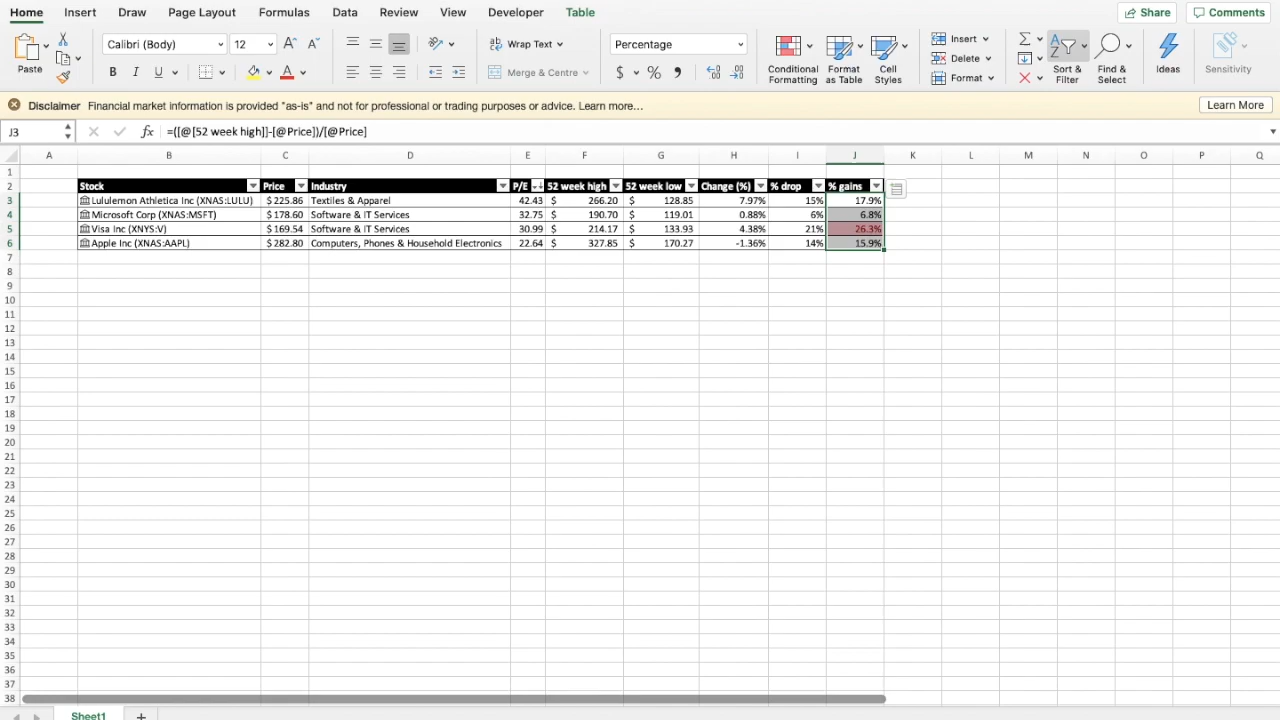 Home Insert Draw Page Layout Formulas Data Review View Developer Table Share Comments
Paste Calibri (Body) 12 Wrap Text Percentage Insert
B I U A Merge & Centre $ % Conditional Formatting Format as Table Cell Styles Delete Format Sort & Filter Find & Select Ideas Sensitivity
Disclaimer Financial market information is provided "as-is" and not for professional or trading purposes or advice. Learn more... Learn More
J3 fx =([@[52 week high]]-[@Price])/[@Price]
A B C D E F G H I J K L M N O P Q
1
2 Stock Price Industry P/E 52 week high 52 week low Change (%) % drop % gains
3 Lululemon Athletica Inc (XNAS:LULU) $ 225.86 Textiles & Apparel 42.43 $ 266.20 $ 128.85 7.97% 15% 17.9%
4 Microsoft Corp (XNAS:MSFT) $ 178.60 Software & IT Services 32.75 $ 190.70 $ 119.01 0.88% 6% 6.8%
5 Visa Inc (XNYS:V) $ 169.54 Software & IT Services 30.99 $ 214.17 $ 133.93 4.38% 21% 26.3%
6 Apple Inc (XNAS:AAPL) $ 282.80 Computers, Phones & Household Electronics 22.64 $ 327.85 $ 170.27 -1.36% 14% 15.9%
7
8
9
10
11
12
13
14
15
16
17
18
19
20
21
22
23
24
25
26
27
28
29
30
31
32
33
34
35
36
37
38
Sheet1 +